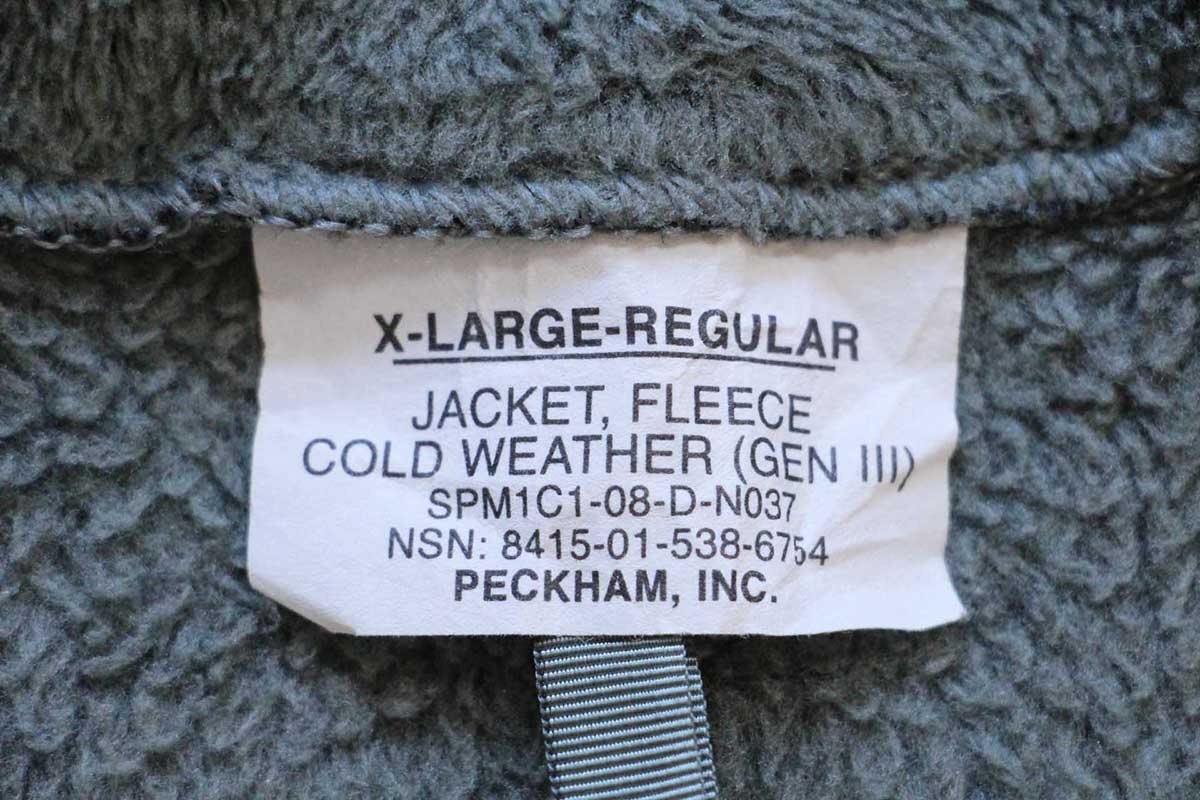 X-LARGE-REGULAR
JACKET, FLEECE
COLD WEATHER (GEN III)
SPM1C1-08-D-N037
NSN: 8415-01-538-6754
PECKHAM, INC.